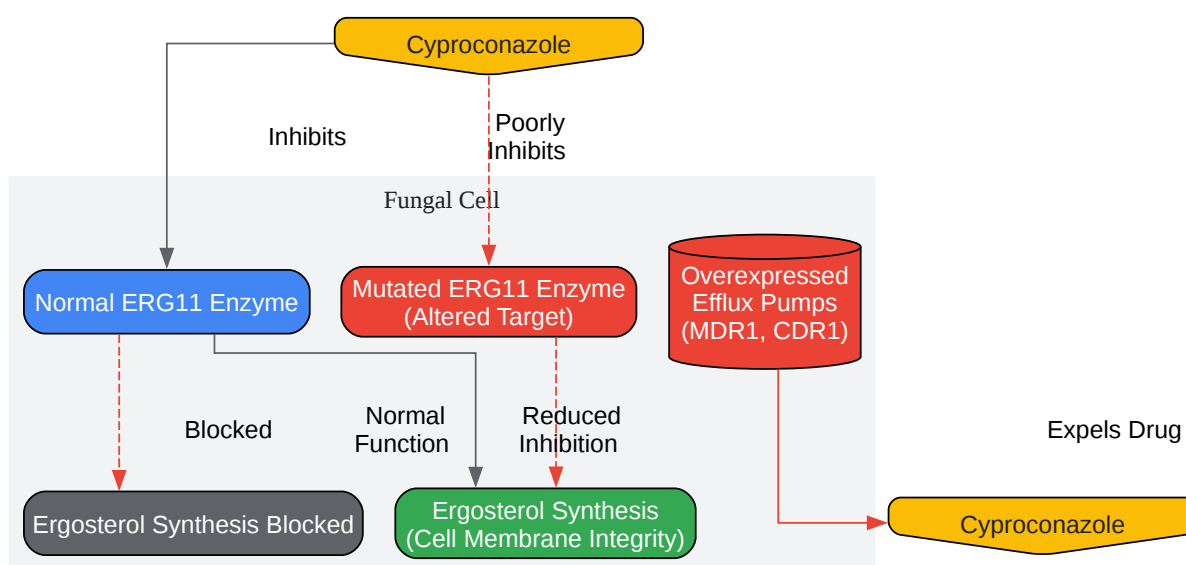 Cyproconazole
Inhibits
Poorly
Inhibits
Fungal Cell
Normal ERG11 Enzyme
Mutated ERG11 Enzyme
(Altered Target)
Overexpressed
Efflux Pumps
(MDR1, CDR1)
Blocked
Normal
Function
Reduced
Inhibition
Expels Drug
Ergosterol Synthesis Blocked
Ergosterol Synthesis
(Cell Membrane Integrity)
Cyproconazole